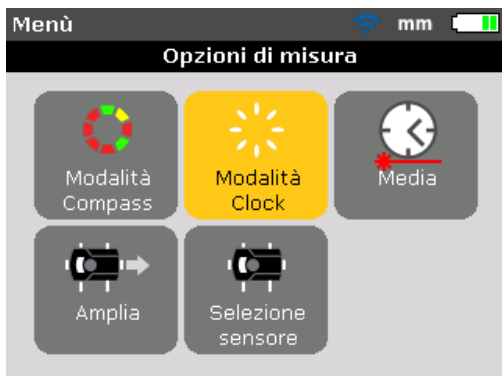 Menù mm
Opzioni di misura
Modalità
Compass
Modalità
Clock
Media
Amplia
Selezione
sensore